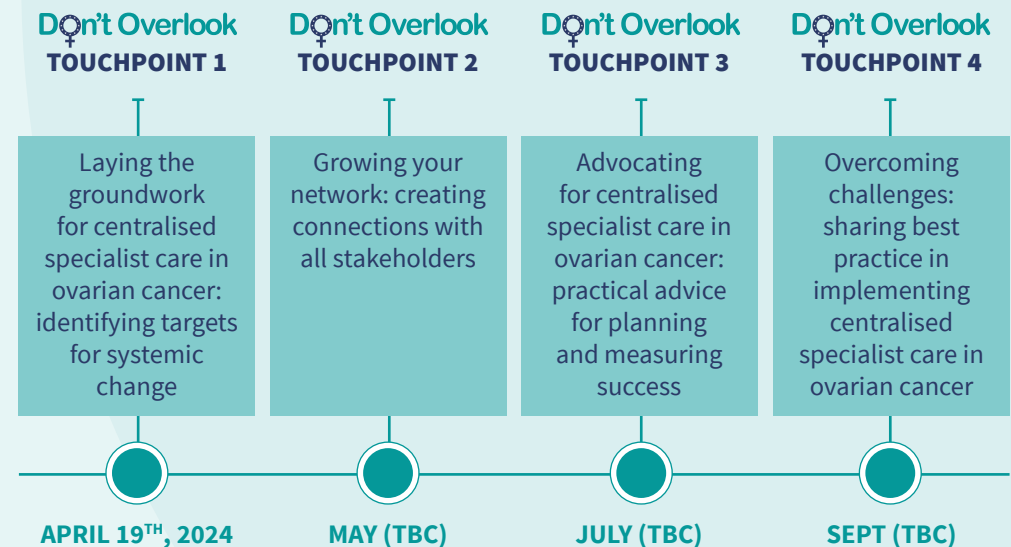 Don't Overlook
TOUCHPOINT 1
Laying the
groundwork
for centralised
specialist care in
ovarian cancer:
identifying targets
for systemic
change
APRIL 19TH, 2024
Don't Overlook
TOUCHPOINT 2
Growing your
network: creating
connections with
all stakeholders
MAY (TBC)
Don't Overlook
TOUCHPOINT 3
Advocating
for centralised
specialist care in
ovarian cancer:
practical advice
for planning
and measuring
success
JULY (TBC)
Don't Overlook
TOUCHPOINT 4
Overcoming
challenges:
sharing best
practice in
implementing
centralised
specialist care in
ovarian cancer
SEPT (TBC)